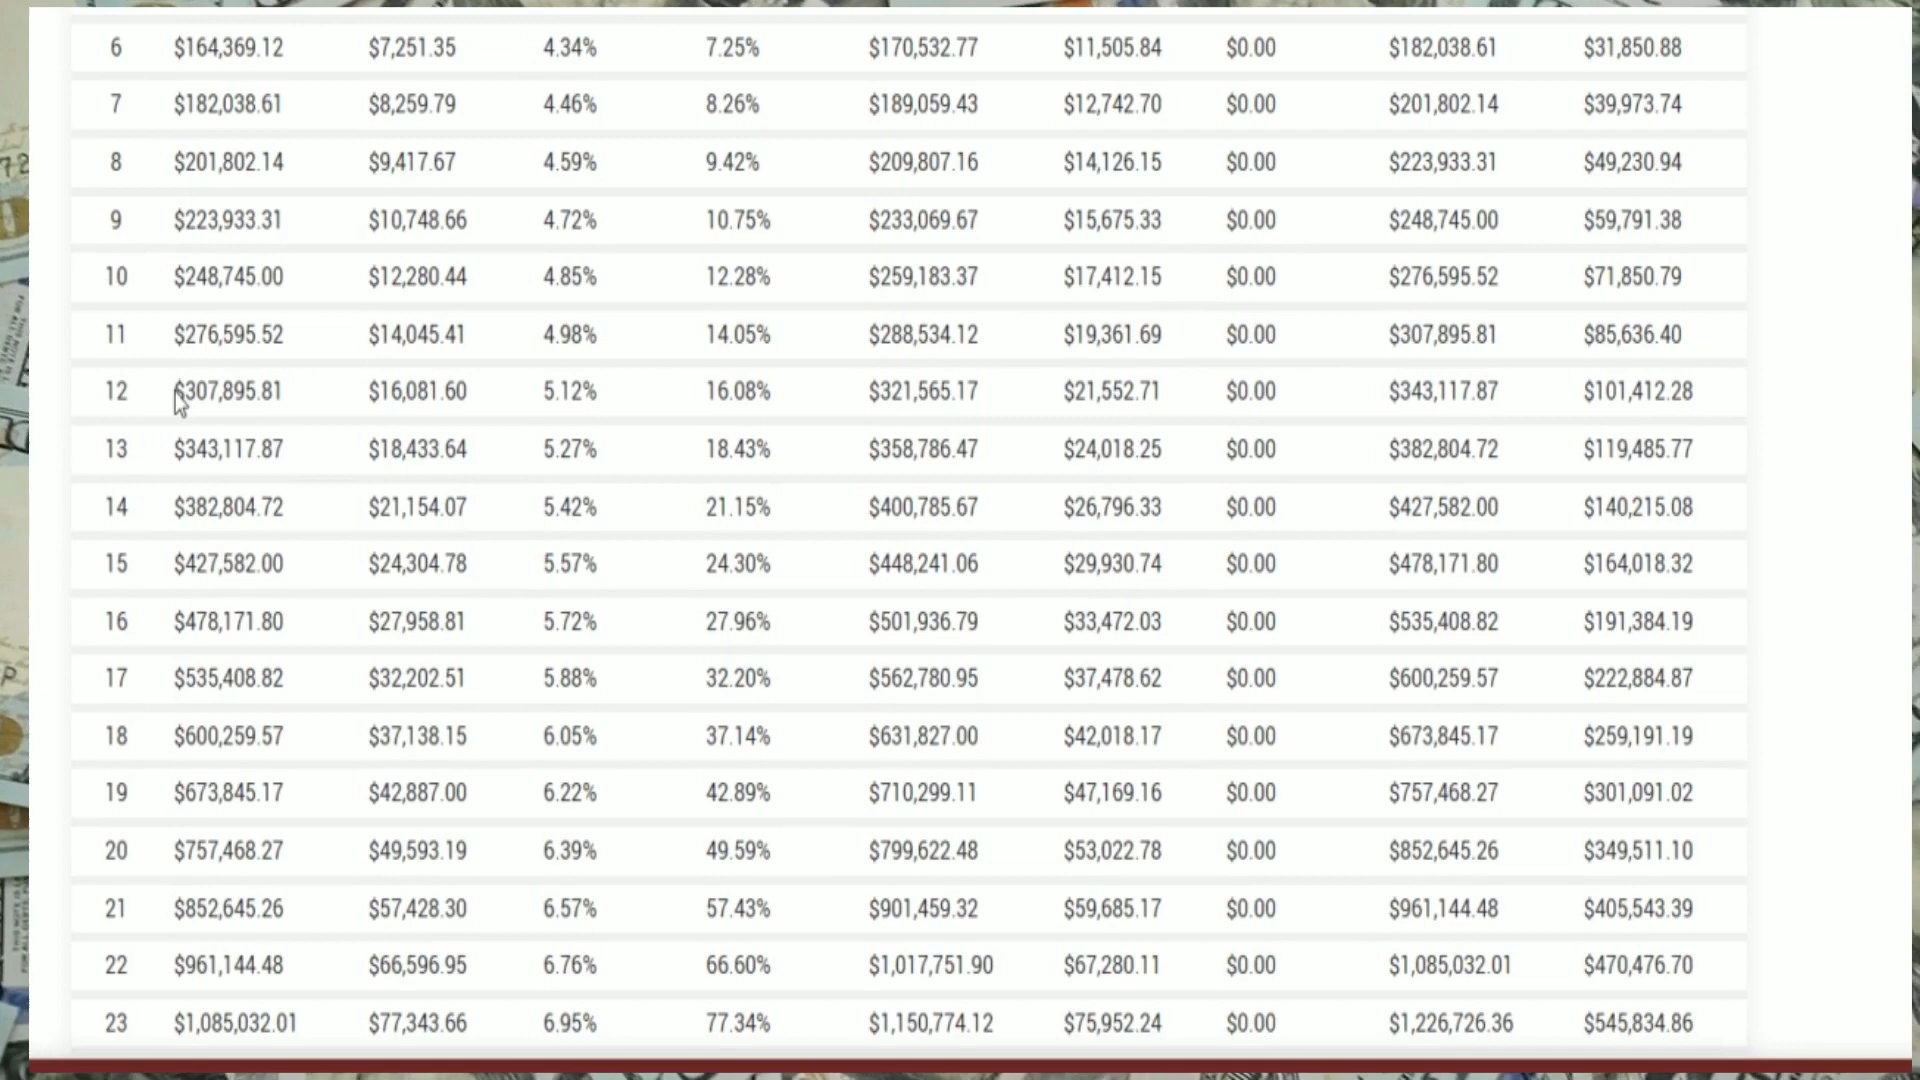 6 $164,369.12 $7,251.35 4.34% 7.25% $170,532.77 $11,505.84 $0.00 $182,038.61 $31,850.88
7 $182,038.61 $8,259.79 4.46% 8.26% $189,059.43 $12,742.70 $0.00 $201,802.14 $39,973.74
8 $201,802.14 $9,417.67 4.59% 9.42% $209,807.16 $14,126.15 $0.00 $223,933.31 $49,230.94
9 $223,933.31 $10,748.66 4.72% 10.75% $233,069.67 $15,675.33 $0.00 $248,745.00 $59,791.38
10 $248,745.00 $12,280.44 4.85% 12.28% $259,183.37 $17,412.15 $0.00 $276,595.52 $71,850.79
11 $276,595.52 $14,045.41 4.98% 14.05% $288,534.12 $19,361.69 $0.00 $307,895.81 $85,636.40
12 $307,895.81 $16,081.60 5.12% 16.08% $321,565.17 $21,552.71 $0.00 $343,117.87 $101,412.28
13 $343,117.87 $18,433.64 5.27% 18.43% $358,786.47 $24,018.25 $0.00 $382,804.72 $119,485.77
14 $382,804.72 $21,154.07 5.42% 21.15% $400,785.67 $26,796.33 $0.00 $427,582.00 $140,215.08
15 $427,582.00 $24,304.78 5.57% 24.30% $448,241.06 $29,930.74 $0.00 $478,171.80 $164,018.32
16 $478,171.80 $27,958.81 5.72% 27.96% $501,936.79 $33,472.03 $0.00 $535,408.82 $191,384.19
17 $535,408.82 $32,202.51 5.88% 32.20% $562,780.95 $37,478.62 $0.00 $600,259.57 $222,884.87
18 $600,259.57 $37,138.15 6.05% 37.14% $631,827.00 $42,018.17 $0.00 $673,845.17 $259,191.19
19 $673,845.17 $42,887.00 6.22% 42.89% $710,299.11 $47,169.16 $0.00 $757,468.27 $301,091.02
20 $757,468.27 $49,593.19 6.39% 49.59% $799,622.48 $53,022.78 $0.00 $852,645.26 $349,511.10
21 $852,645.26 $57,428.30 6.57% 57.43% $901,459.32 $59,685.17 $0.00 $961,144.48 $405,543.39
22 $961,144.48 $66,596.95 6.76% 66.60% $1,017,751.90 $67,280.11 $0.00 $1,085,032.01 $470,476.70
23 $1,085,032.01 $77,343.66 6.95% 77.34% $1,150,774.12 $75,952.24 $0.00 $1,226,726.36 $545,834.86